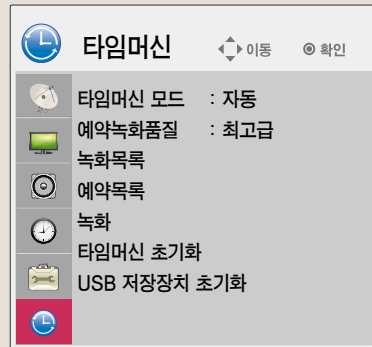 타임머신 이동 확인
타임머신 모드 : 자동
예약녹화품질 : 최고급
녹화목록
예약목록
녹화
타임머신 초기화
USB 저장장치 초기화